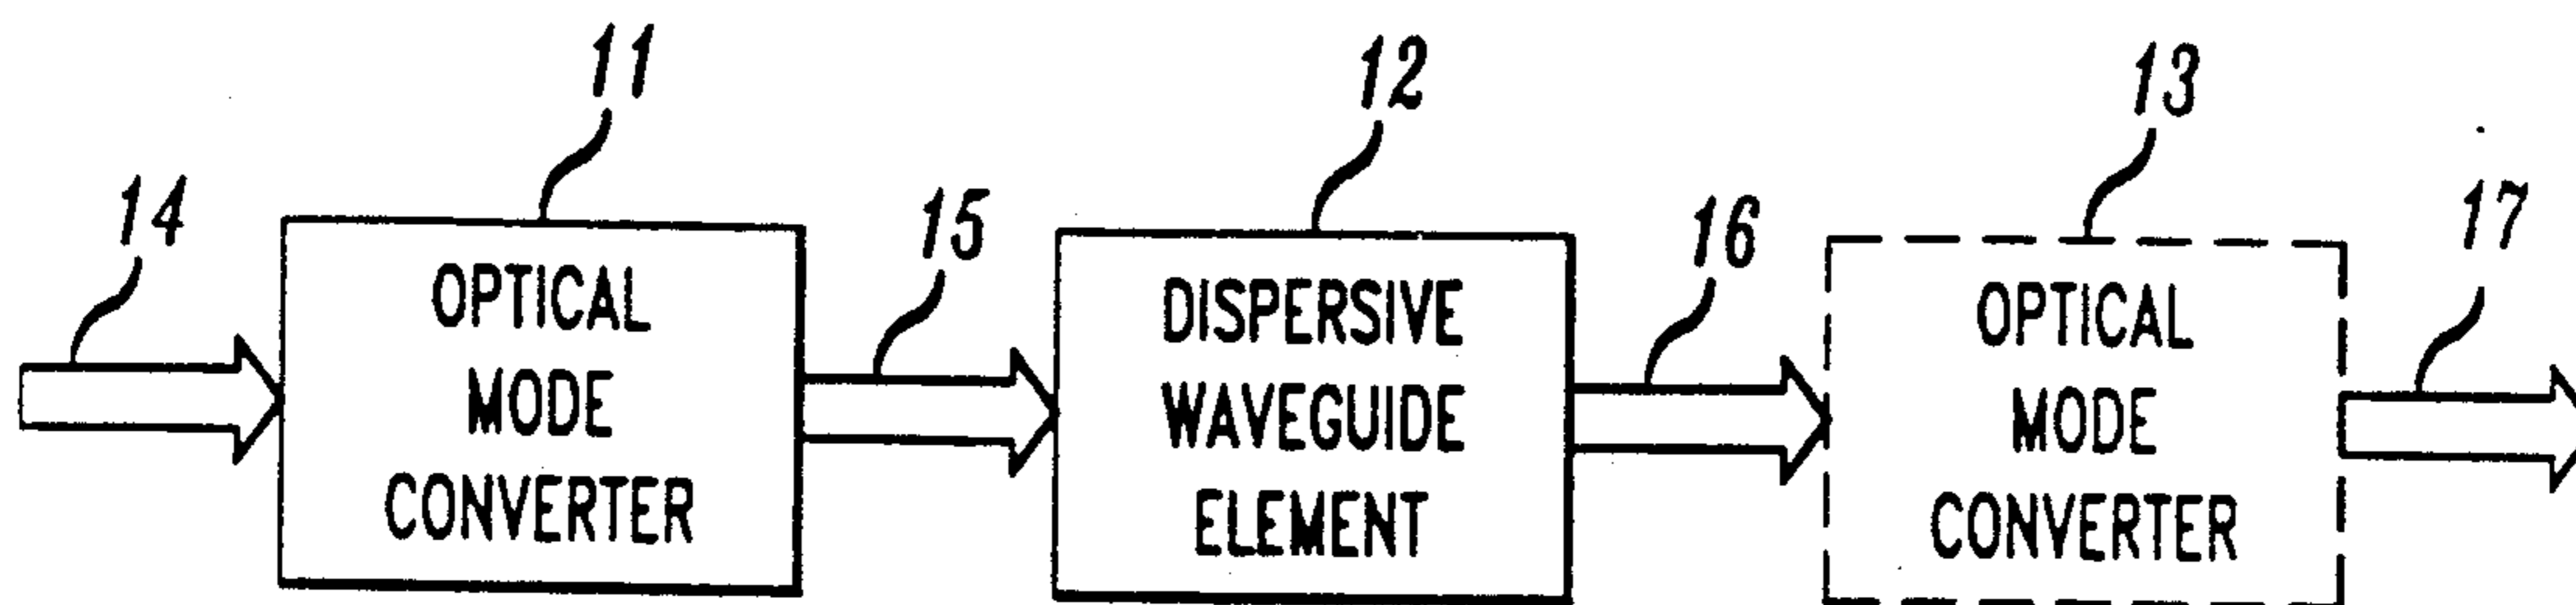 11
12
13
14
15
16
17
OPTICAL
MODE
CONVERTER
DISPERSIVE
WAVEGUIDE
ELEMENT
OPTICAL
MODE
CONVERTER